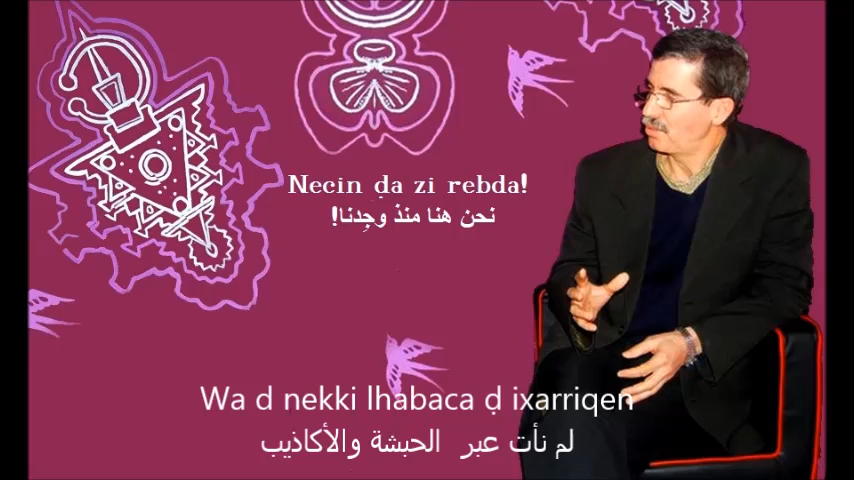 Necin ḍa zi rebda!
نحن هنا منذ وجِدنا!
Wa d nekki lhabaca ḍ ixarriqen
لم نأت عبر الحبشة والأكاذيب